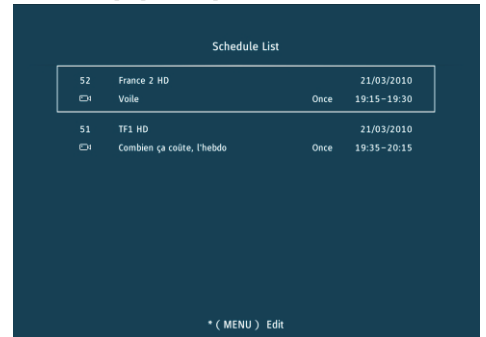 Schedule List
52 France 2 HD 21/03/2010
Voile Once 19:15~19:30
51 TF1 HD 21/03/2010
Combien ça coûte, l'hebdo Once 19:35~20:15
* ( MENU ) Edit